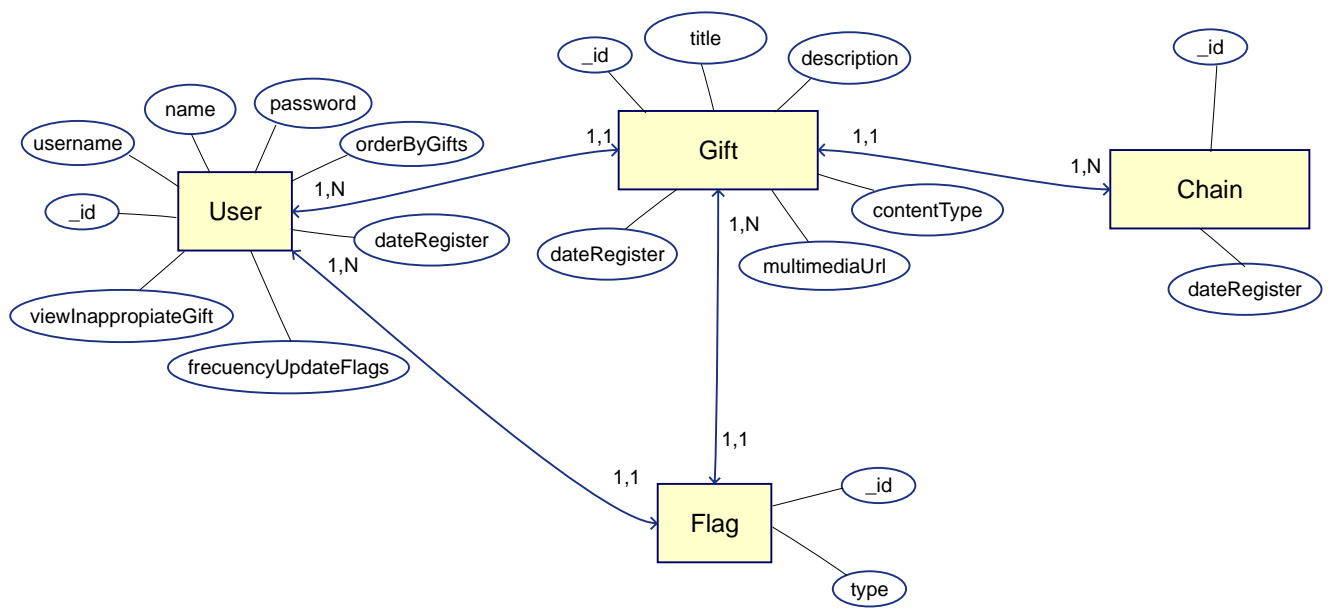 _id
title
description
_id
name
password
username
orderByGifts
1,1
Gift
1,1
1,N
Chain
1,N
User
_id
dateRegister
1,N
contentType
1,N
dateRegister
multimediaUrl
dateRegister
viewInappropiateGift
frecuencyUpdateFlags
1,1
1,1
_id
Flag
type